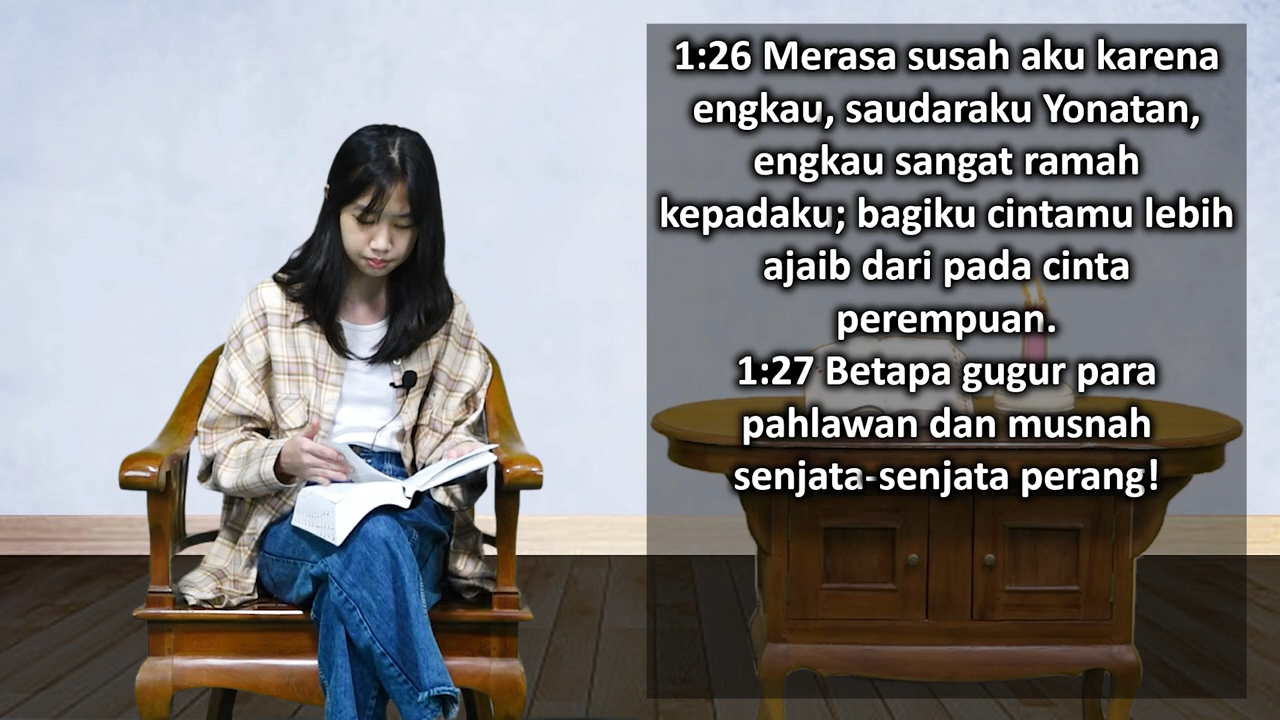 1:26 Merasa susah aku karena
engkau, saudaraku Yonatan,
engkau sangat ramah
kepadaku; bagiku cintamu lebih
ajaib dari pada cinta
perempuan.
1:27 Betapa gugur para
pahlawan dan musnah
senjata-senjata perang!